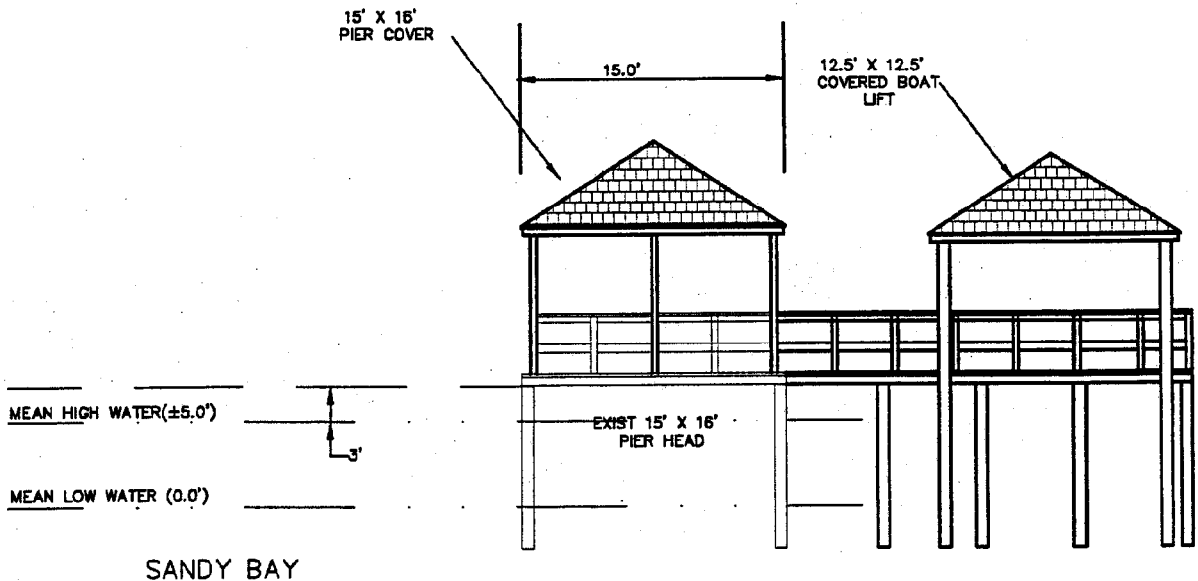 15' X 16'
PIER COVER
15.0'
12.5' X 12.5'
COVERED BOAT
LIFT
MEAN HIGH WATER(±5.0')
EXIST 15' X 16'
PIER HEAD
3'
MEAN LOW WATER (0.0')
SANDY BAY